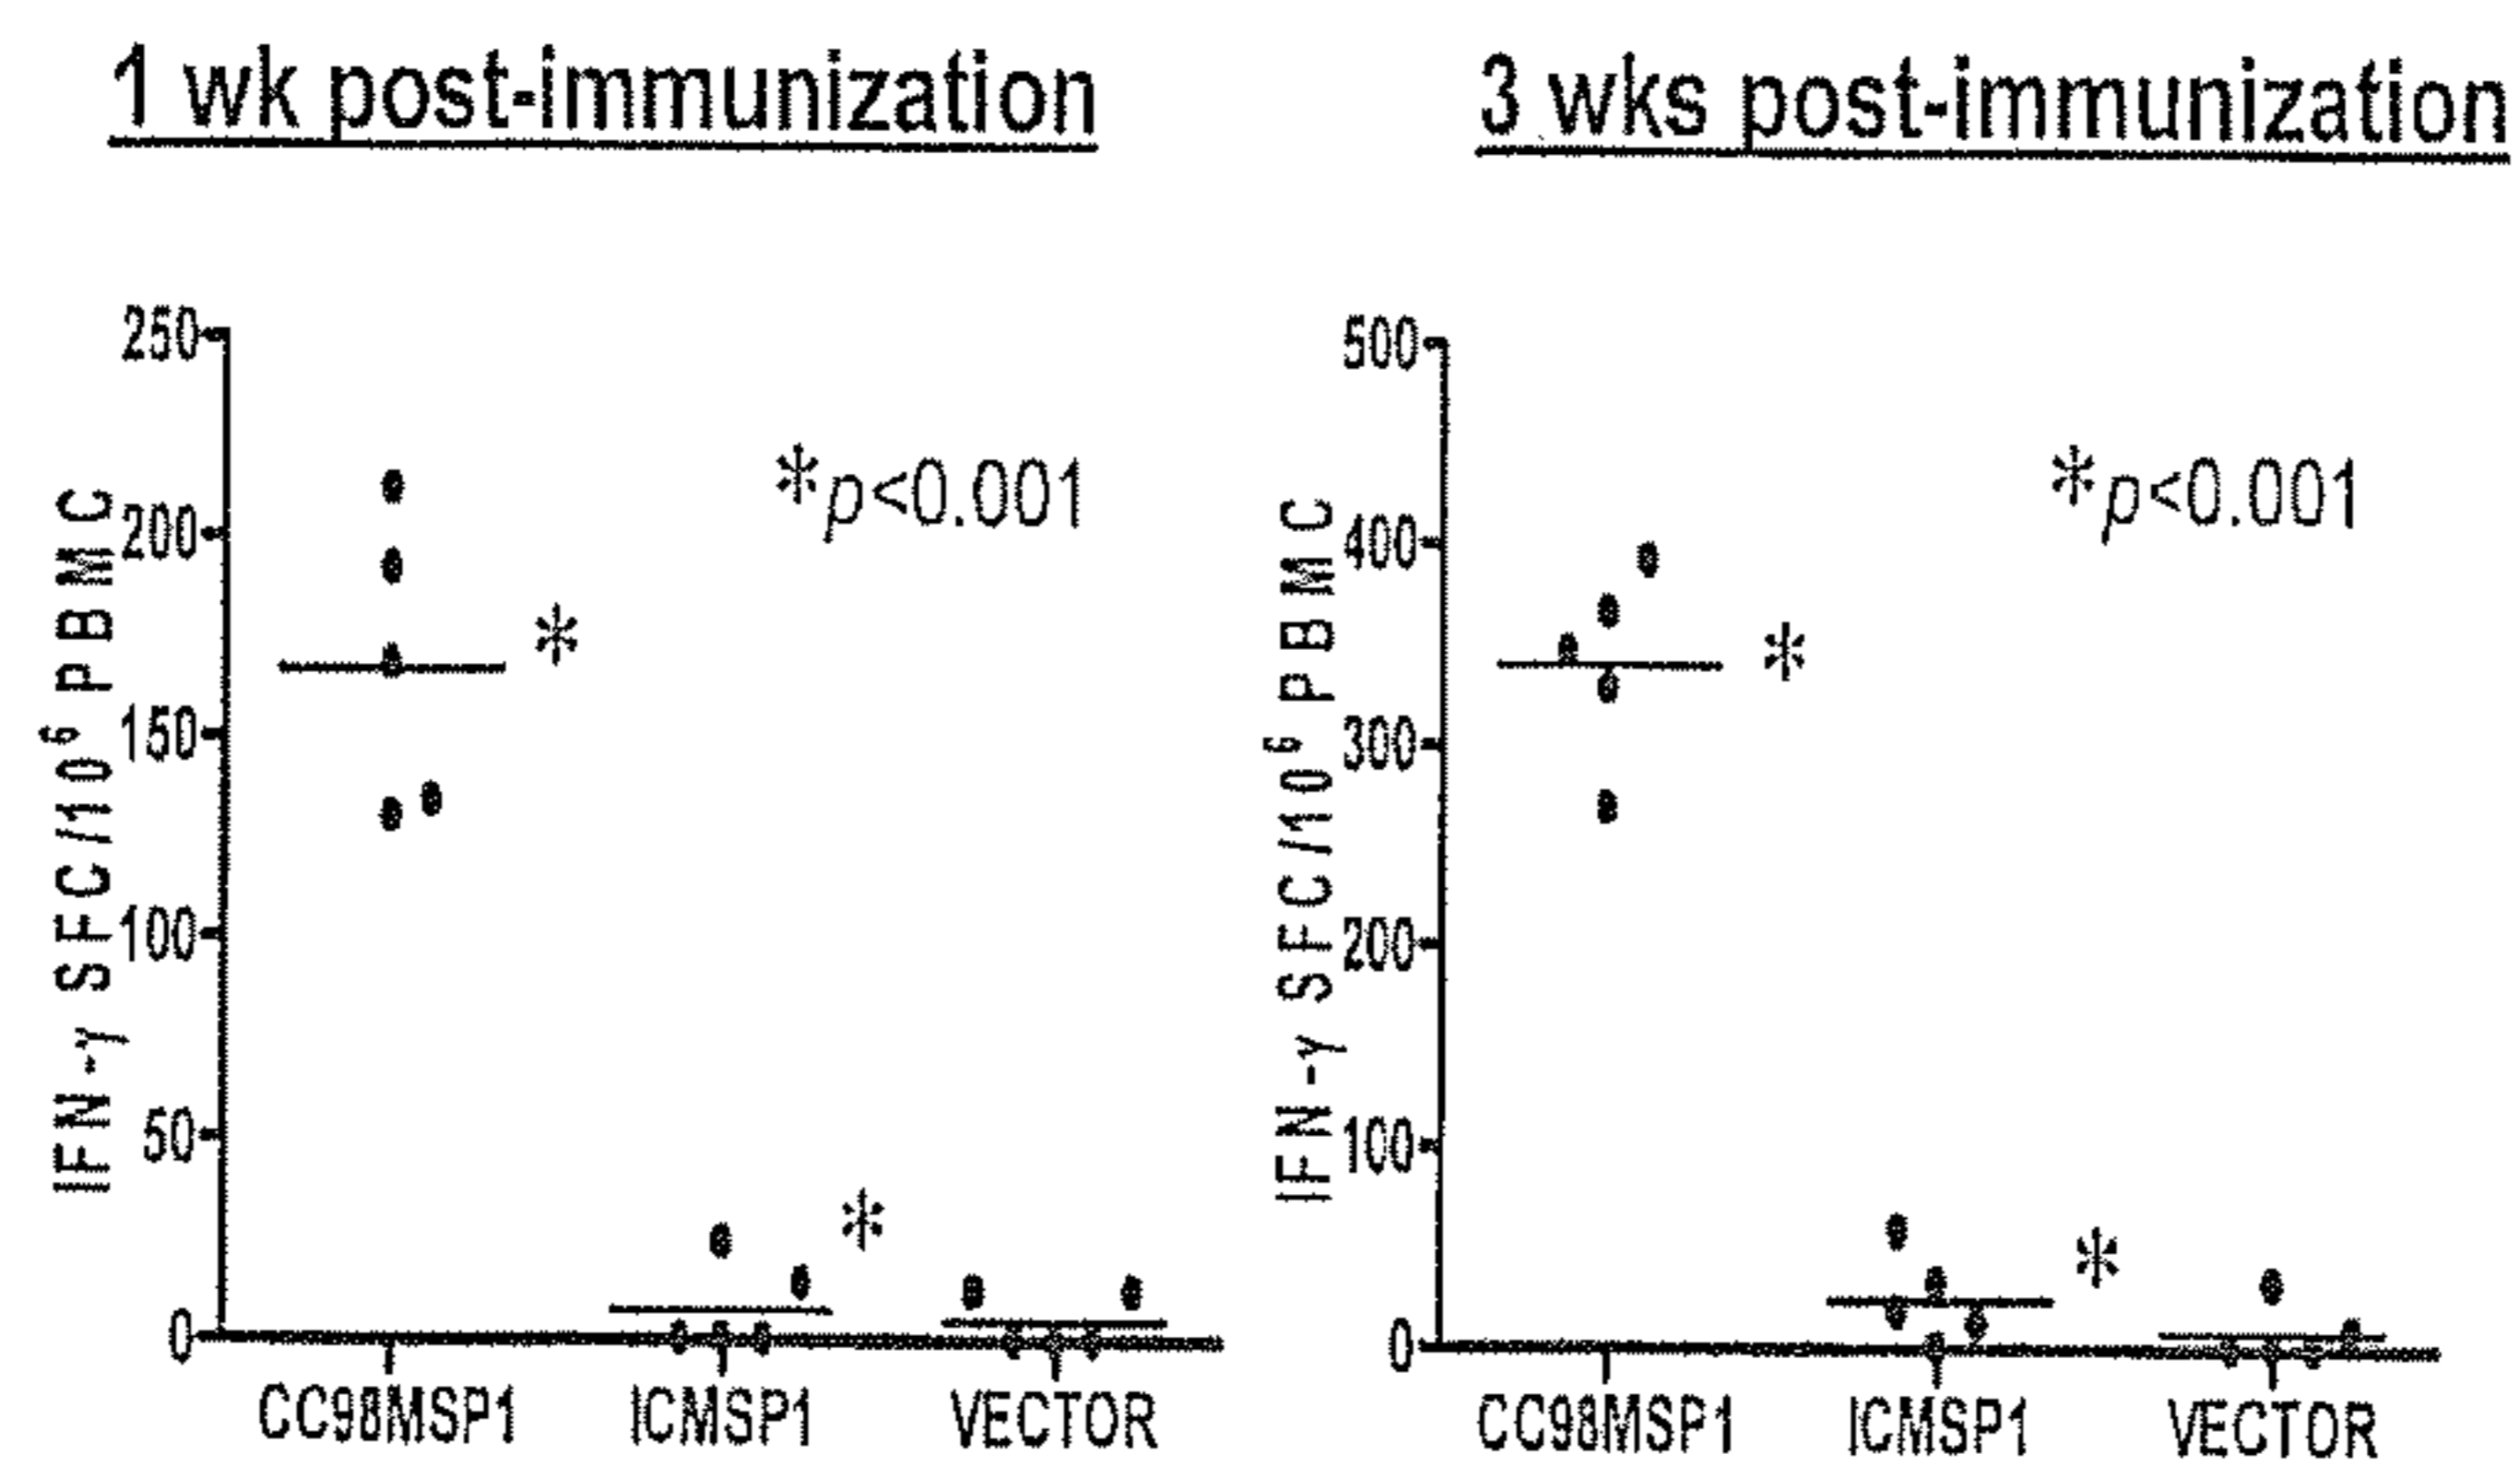 1 wk post-immunization
3 wks post-immunization
IFN-γ SFC/10⁶ PBMC
250
200
150
100
50
0
*p<0.001
*
*
CC98MSP1 ICMSP1 VECTOR
IFN-γ SFC/10⁶ PBMC
500
400
300
200
100
0
*p<0.001
*
*
CC98MSP1 ICMSP1 VECTOR